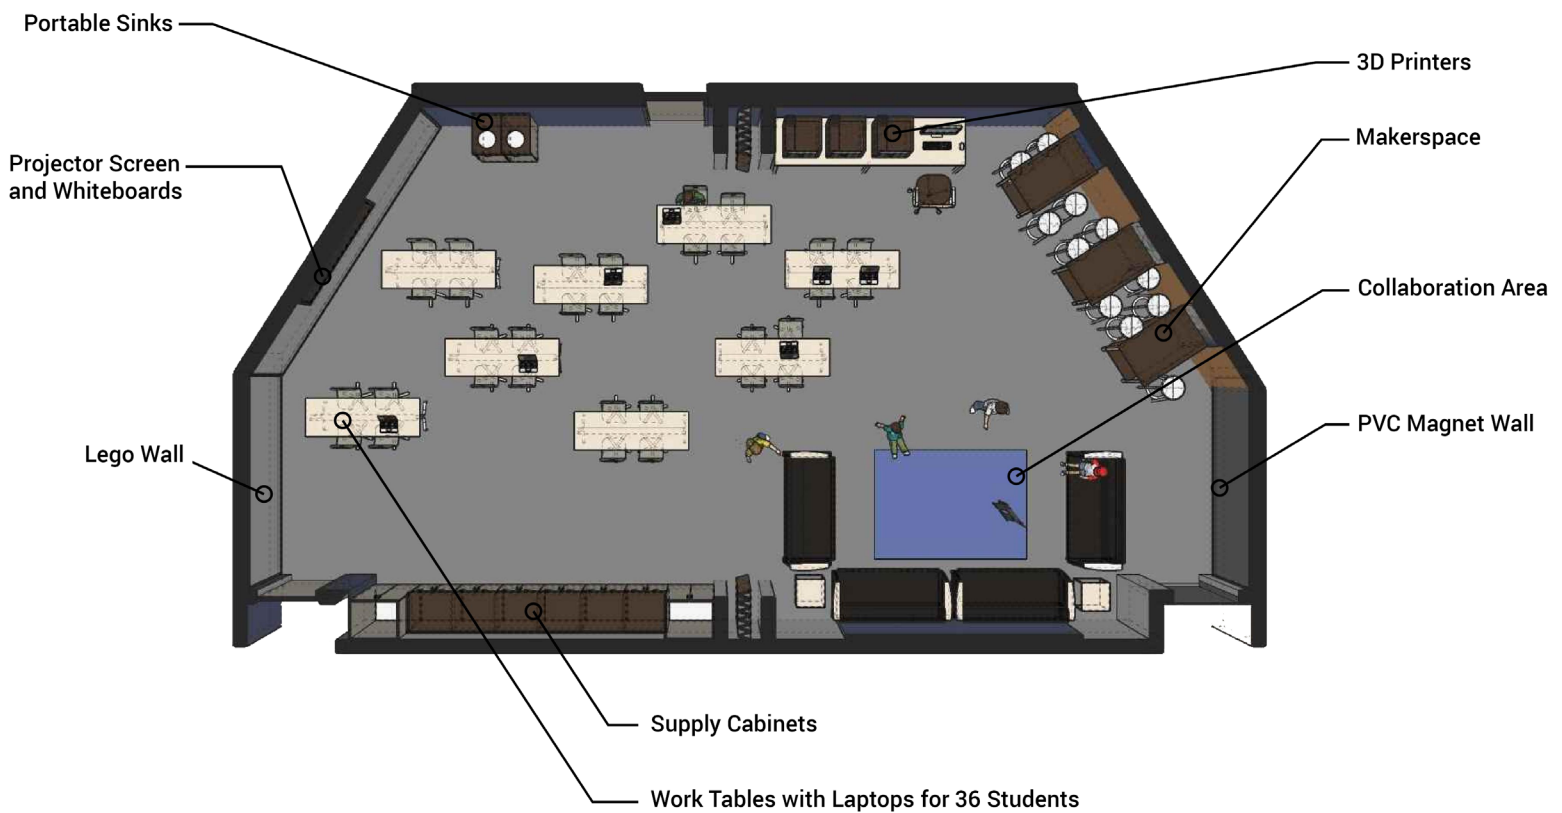 Portable Sinks
3D Printers
Makerspace
Projector Screen
and Whiteboards
Collaboration Area
PVC Magnet Wall
Lego Wall
Supply Cabinets
Work Tables with Laptops for 36 Students